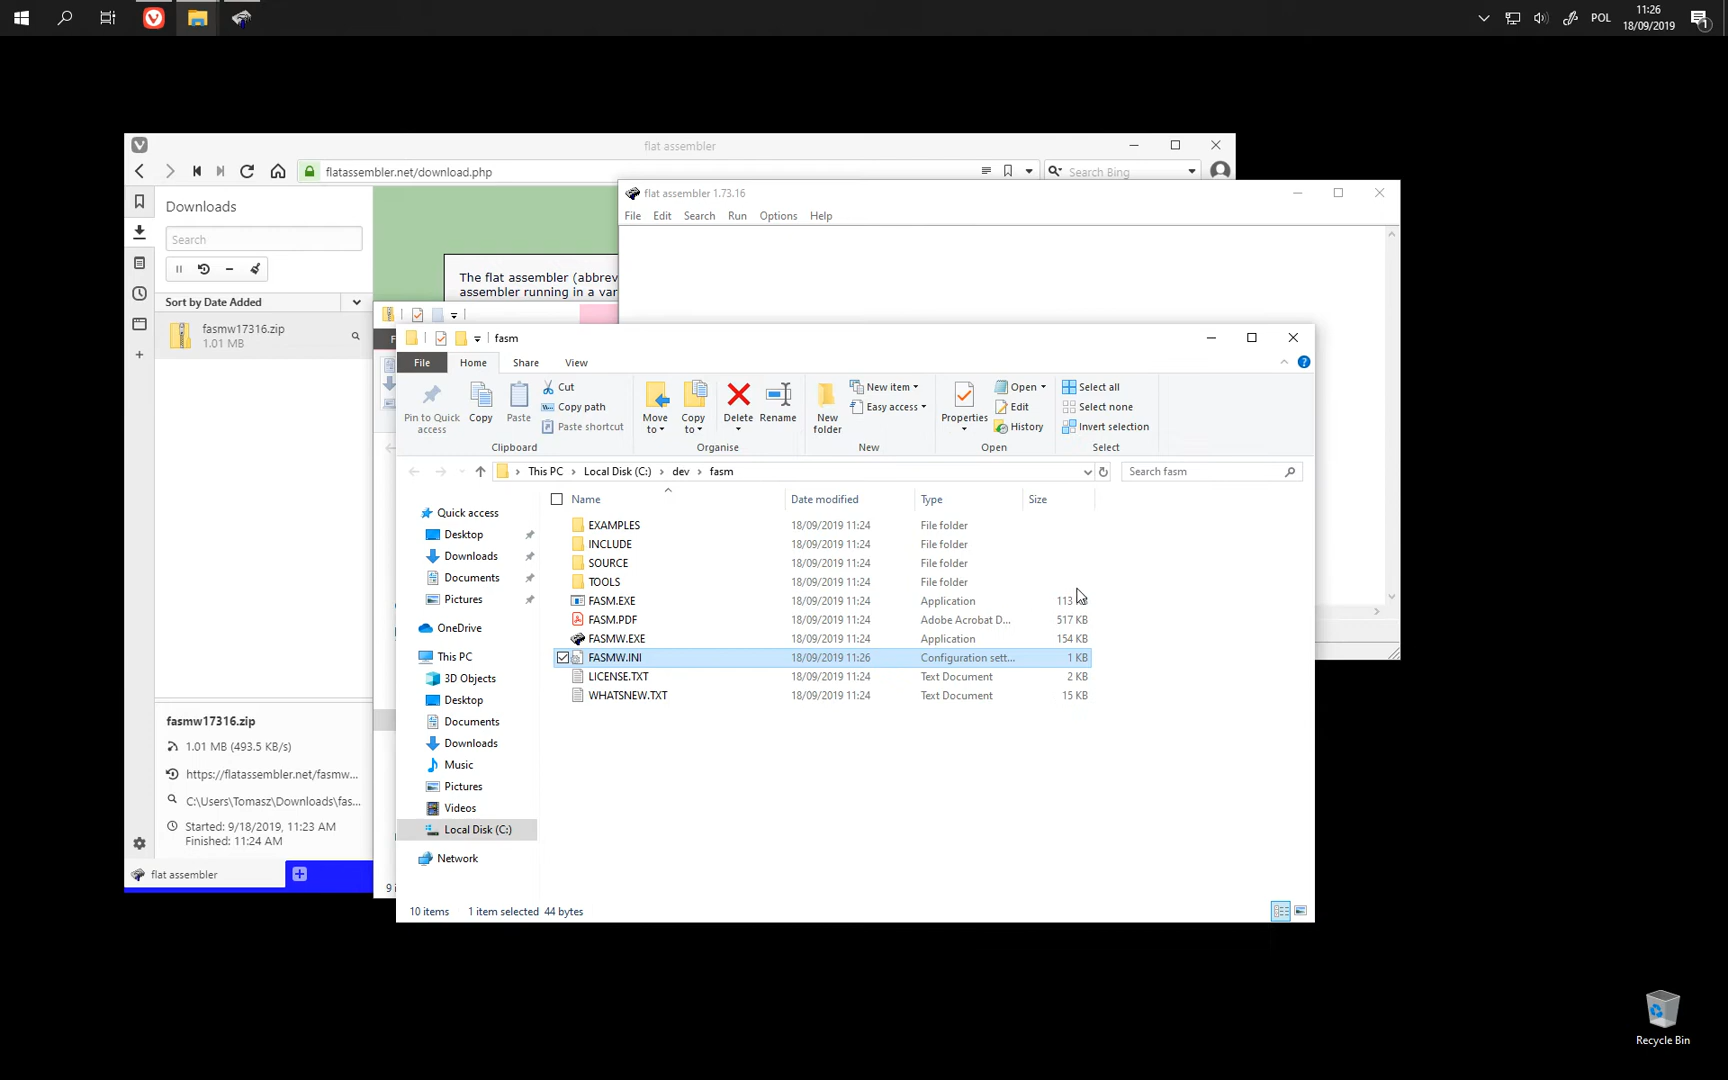 POL
11:26
18/09/2019
1
flat assembler
flatassembler.net/download.php
Search Bing
Downloads
Search
Sort by Date Added
fasmw17316.zip
1.01 MB
The flat assembler (abbrev
assembler running in a var
flat assembler 1.73.16
File Edit Search Run Options Help
fasm
File Home Share View
Pin to Quick access
Copy
Paste
Cut
Copy path
Paste shortcut
Clipboard
Move to
Copy to
Delete
Rename
Organise
New folder
New item
Easy access
New
Properties
Open
Edit
History
Open
Select all
Select none
Invert selection
Select
This PC > Local Disk (C:) > dev > fasm
Search fasm
Name Date modified Type Size
EXAMPLES 18/09/2019 11:24 File folder
INCLUDE 18/09/2019 11:24 File folder
SOURCE 18/09/2019 11:24 File folder
TOOLS 18/09/2019 11:24 File folder
FASM.EXE 18/09/2019 11:24 Application 113
FASM.PDF 18/09/2019 11:24 Adobe Acrobat D... 517 KB
FASMW.EXE 18/09/2019 11:24 Application 154 KB
FASMW.INI 18/09/2019 11:26 Configuration sett... 1 KB
LICENSE.TXT 18/09/2019 11:24 Text Document 2 KB
WHATSNEW.TXT 18/09/2019 11:24 Text Document 15 KB
Quick access
Desktop
Downloads
Documents
Pictures
OneDrive
This PC
3D Objects
Desktop
Documents
Downloads
Music
Pictures
Videos
Local Disk (C:)
Network
10 items 1 item selected 44 bytes
9 i
fasmw17316.zip
1.01 MB (493.5 KB/s)
https://flatassembler.net/fasmw...
C:\Users\Tomasz\Downloads\fas...
Started: 9/18/2019, 11:23 AM
Finished: 11:24 AM
flat assembler
Recycle Bin